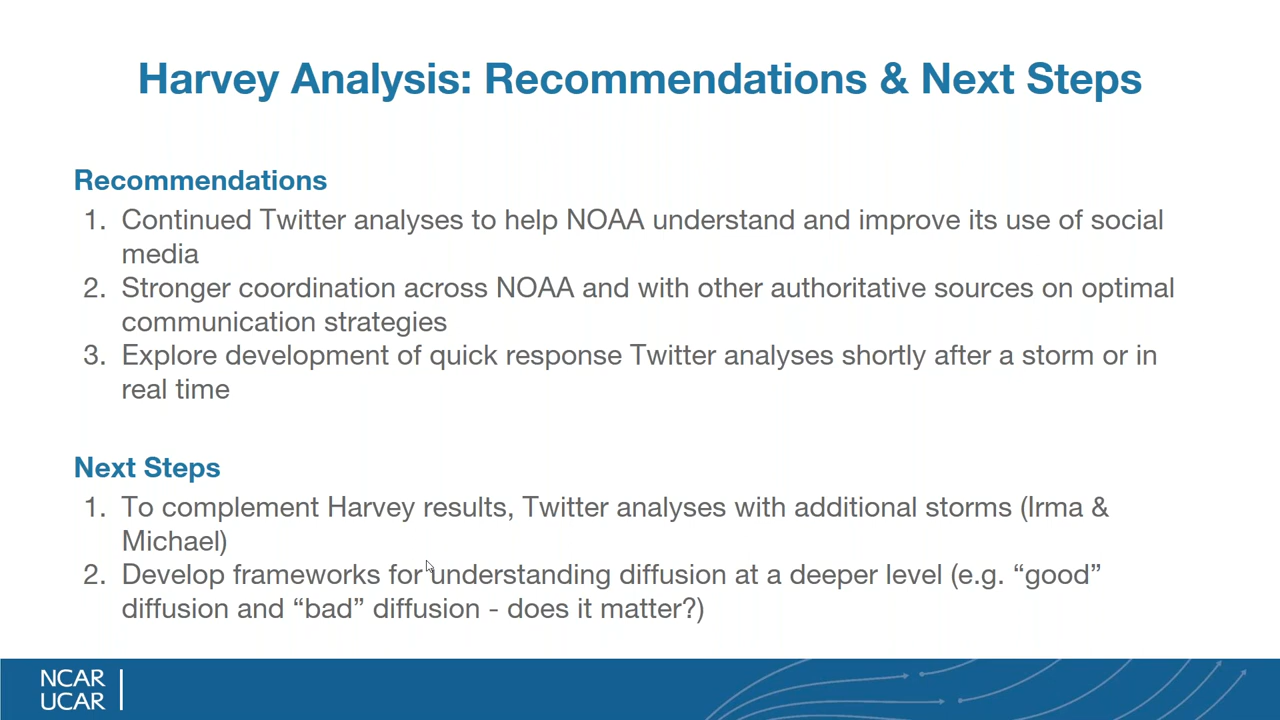 Harvey Analysis: Recommendations & Next Steps
Recommendations
1. Continued Twitter analyses to help NOAA understand and improve its use of social
media
2. Stronger coordination across NOAA and with other authoritative sources on optimal
communication strategies
3. Explore development of quick response Twitter analyses shortly after a storm or in
real time
Next Steps
1. To complement Harvey results, Twitter analyses with additional storms (Irma &
Michael)
2. Develop frameworks for understanding diffusion at a deeper level (e.g. “good”
diffusion and “bad” diffusion - does it matter?)
NCAR
UCAR